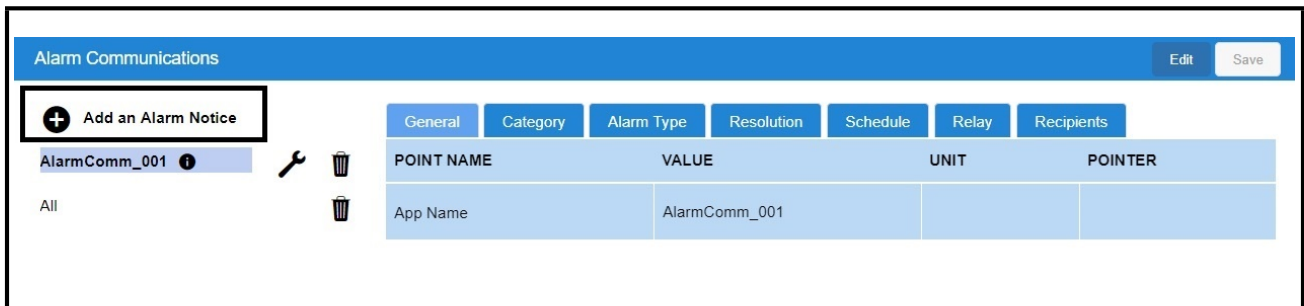 Alarm Communications
Edit Save
Add an Alarm Notice
General Category Alarm Type Resolution Schedule Relay Recipients
AlarmComm_001
POINT NAME VALUE UNIT POINTER
All
App Name AlarmComm_001